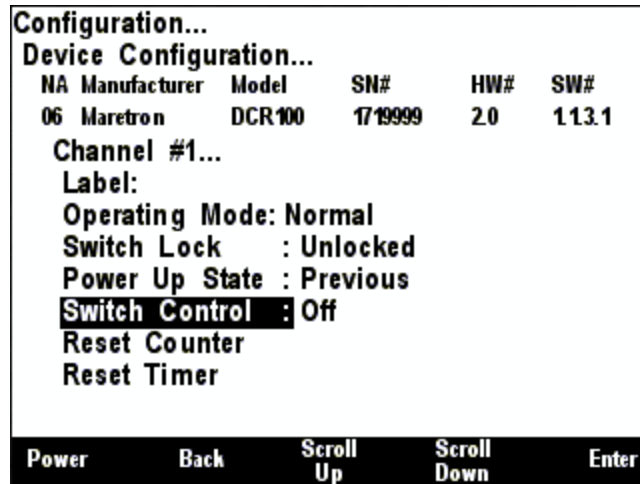 Configuration...
Device Configuration...
NA Manufacturer Model SN# HW# SW#
06 Maretron DCR100 1719999 2.0 1.1.3.1
Channel #1...
Label:
Operating Mode: Normal
Switch Lock : Unlocked
Power Up State : Previous
Switch Control : Off
Reset Counter
Reset Timer
Power Back Scroll Up Scroll Down Enter